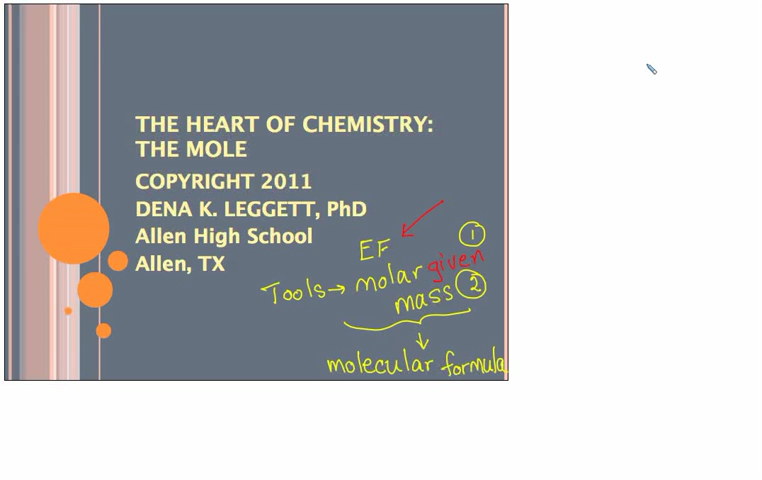 THE HEART OF CHEMISTRY:
THE MOLE
COPYRIGHT 2011
DENA K. LEGGETT, PhD
Allen High School
Allen, TX
EF 1
Tools → molar given
mass 2
molecular formula